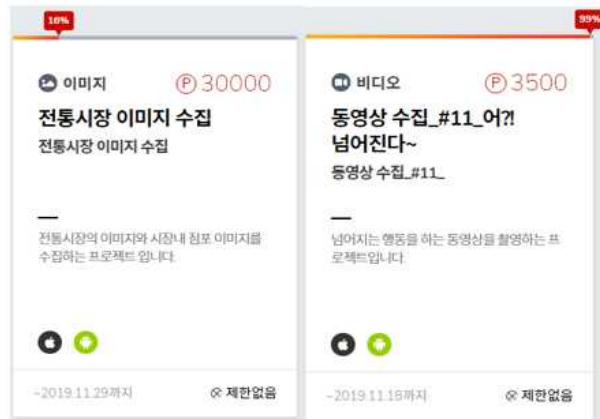 16%
이미지
P 30000
전통시장 이미지 수집
전통시장 이미지 수집
전통시장의 이미지와 시장내 점포 이미지를
수집하는 프로젝트 입니다.
~2019.11.29까지
제한없음
99%
비디오
P 3500
동영상 수집_#11_어?!
넘어진다~
동영상 수집_#11_
넘어지는 행동을 하는 동영상을 촬영하는 프
로젝트입니다.
~2019.11.18까지
제한없음